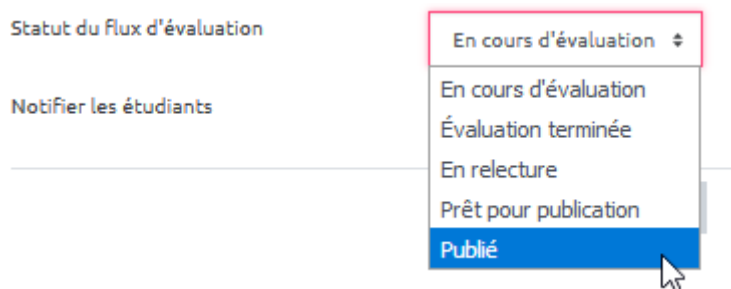 Statut du flux d'évaluation
En cours d'évaluation
En cours d'évaluation
Évaluation terminée
Notifier les étudiants
En relecture
Prêt pour publication
Publié